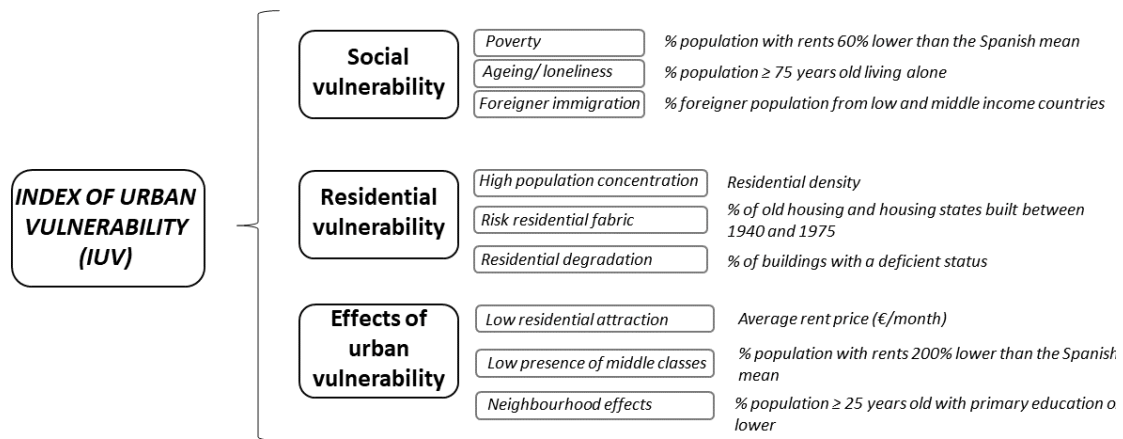 Social
vulnerability
Poverty
% population with rents 60% lower than the Spanish mean
Ageing/ loneliness
% population ≥ 75 years old living alone
Foreigner immigration
% foreigner population from low and middle income countries
INDEX OF URBAN
VULNERABILITY
(IUV)
Residential
vulnerability
High population concentration
Residential density
Risk residential fabric
% of old housing and housing states built between
1940 and 1975
Residential degradation
% of buildings with a deficient status
Effects of
urban
vulnerability
Low residential attraction
Average rent price (€/month)
Low presence of middle classes
% population with rents 200% lower than the Spanish
mean
Neighbourhood effects
% population ≥ 25 years old with primary education o
lower